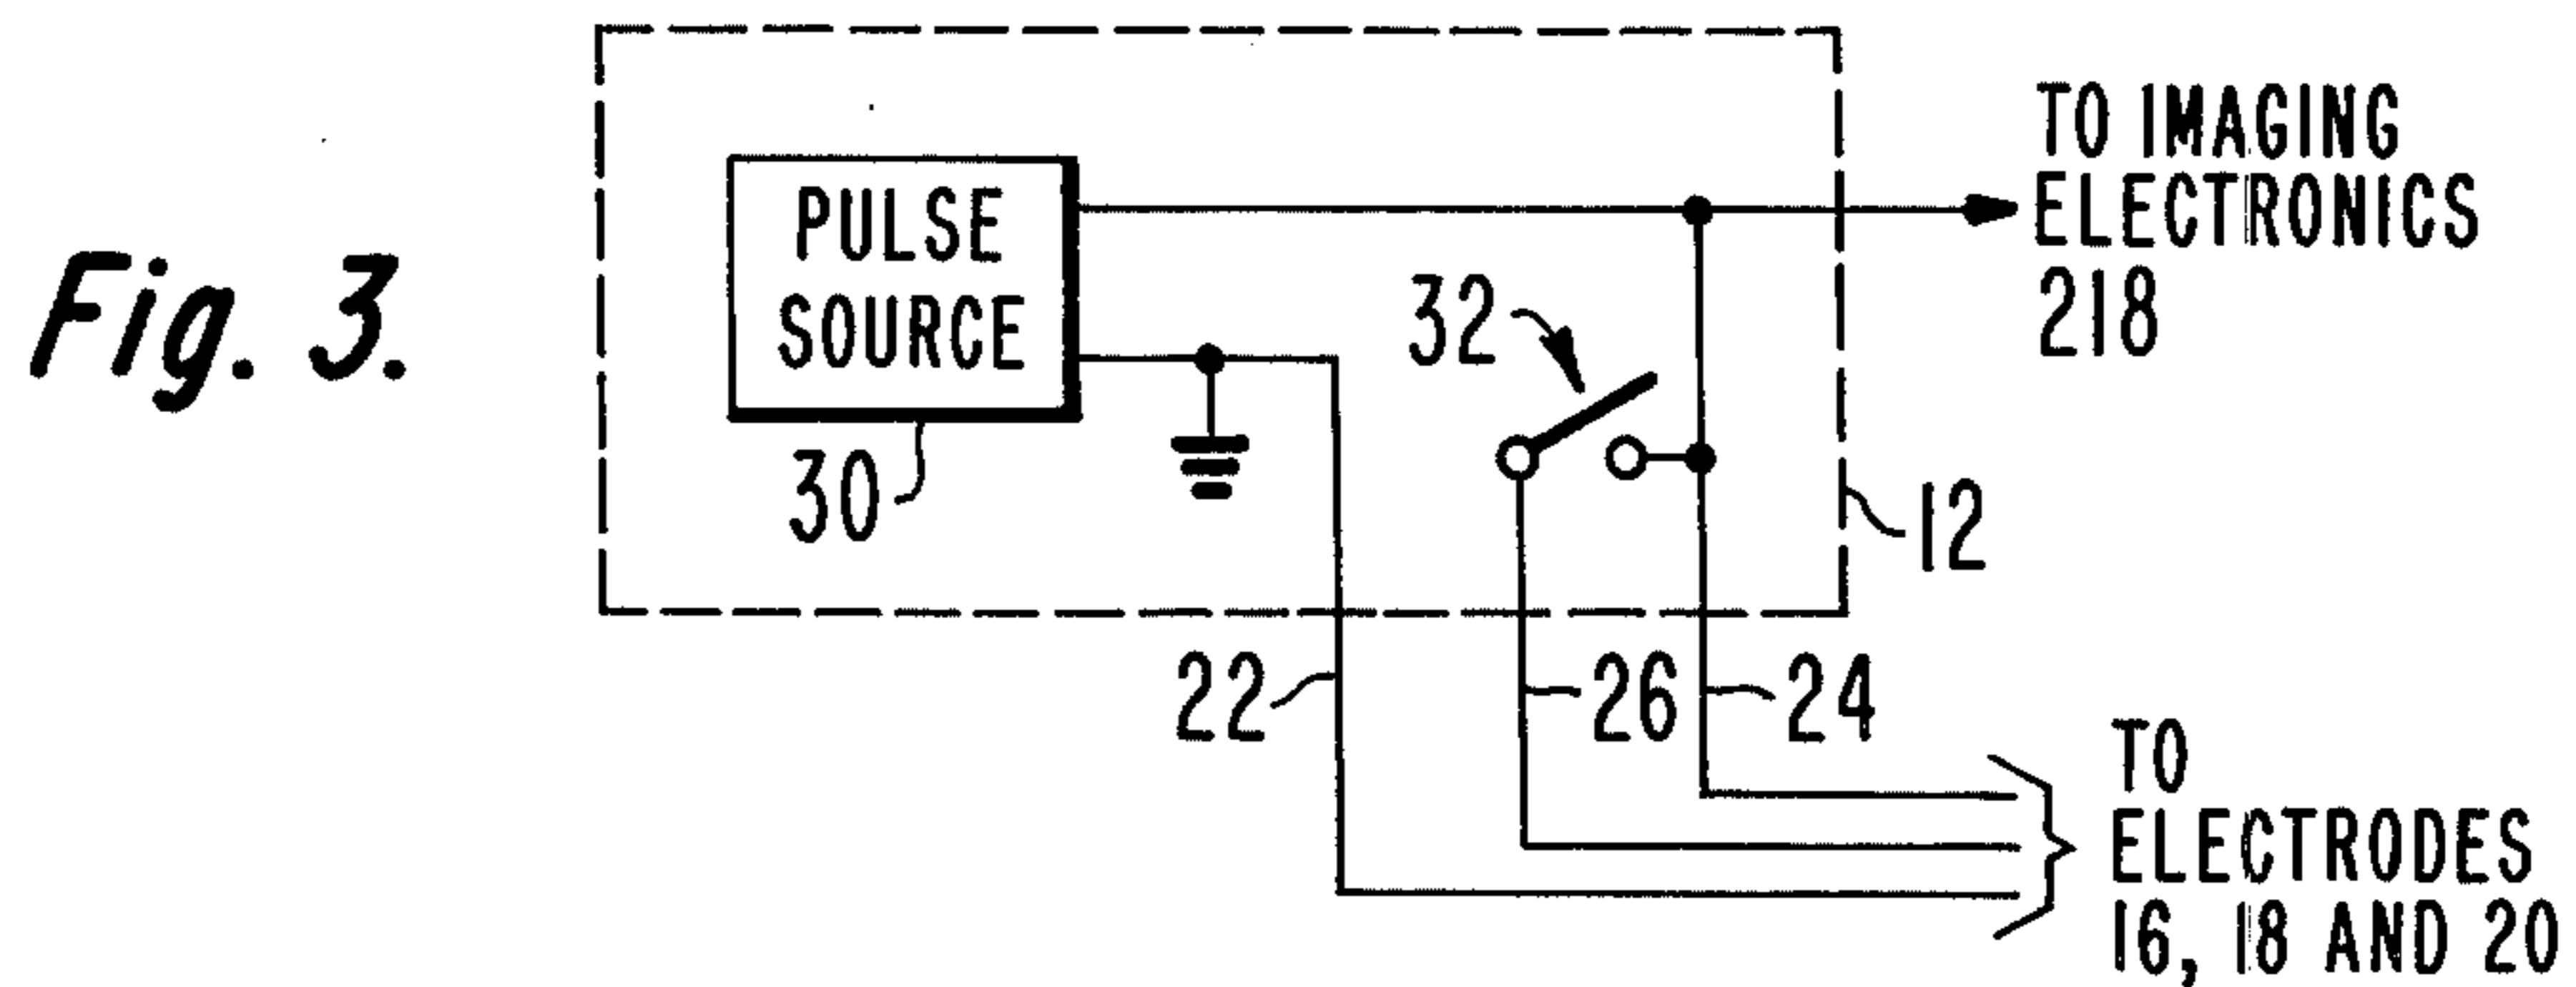 Fig. 3.
PULSE
SOURCE
30
32
TO IMAGING
ELECTRONICS
218
12
22
26
24
TO
ELECTRODES
16, 18 AND 20